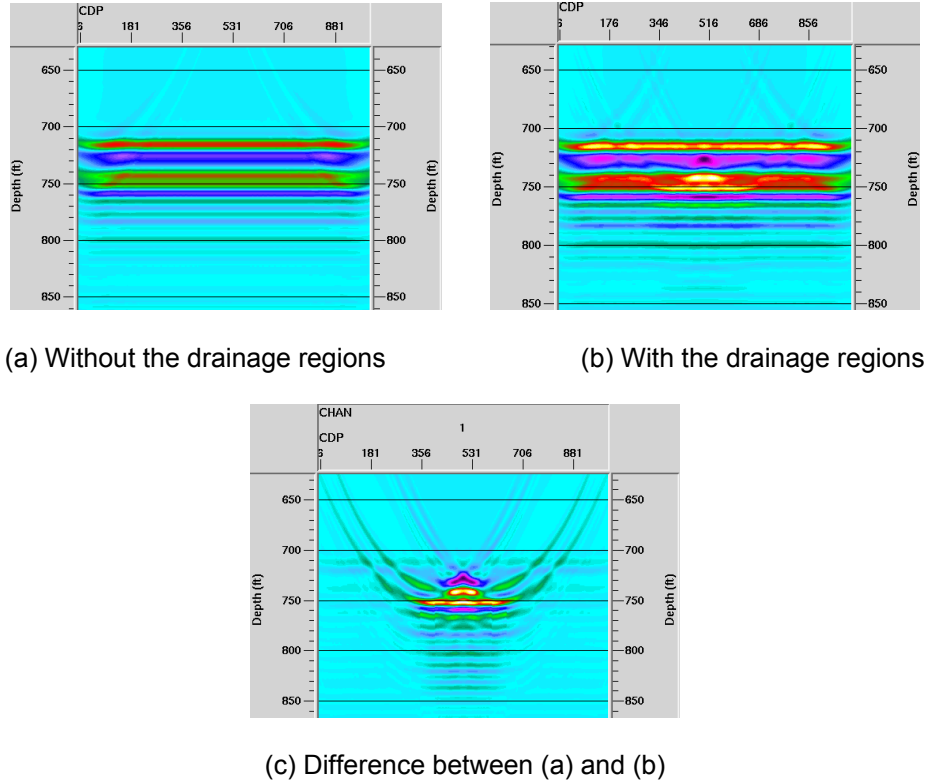 CDP
6 181 356 531 706 881
Depth (ft)
650
700
750
800
850
650
700
750
800
850
Depth (ft)
CDP
6 176 346 516 686 856
Depth (ft)
650
700
750
800
850
650
700
750
800
850
Depth (ft)
(a) Without the drainage regions
(b) With the drainage regions
CHAN
1
CDP
6 181 356 531 706 881
Depth (ft)
650
700
750
800
850
650
700
750
800
850
Depth (ft)
(c) Difference between (a) and (b)